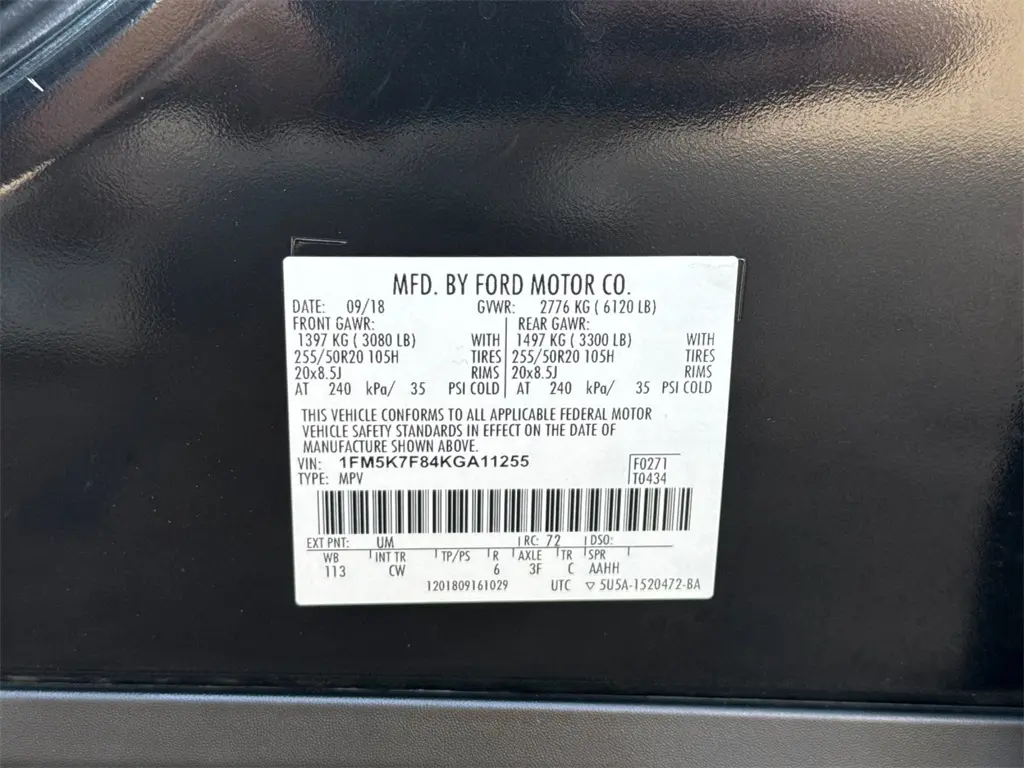 MFD. BY FORD MOTOR CO.
DATE: 09/18 GVWR: 2776 KG ( 6120 LB)
FRONT GAWR: REAR GAWR:
1397 KG ( 3080 LB) WITH 1497 KG ( 3300 LB) WITH
255/50R20 105H TIRES 255/50R20 105H TIRES
20x8.5J RIMS 20x8.5J RIMS
AT 240 kPa/ 35 PSI COLD AT 240 kPa/ 35 PSI COLD
THIS VEHICLE CONFORMS TO ALL APPLICABLE FEDERAL MOTOR
VEHICLE SAFETY STANDARDS IN EFFECT ON THE DATE OF
MANUFACTURE SHOWN ABOVE.
VIN: 1FM5K7F84KGA11255 F0271
TYPE: MPV T0434
EXT PNT: UM RC: 72 DSO:
WB INT TR TP/PS R AXLE TR SPR
113 CW 6 3F C AAHH
1201809161029 UTC ▽ 5U5A-1520472-BA